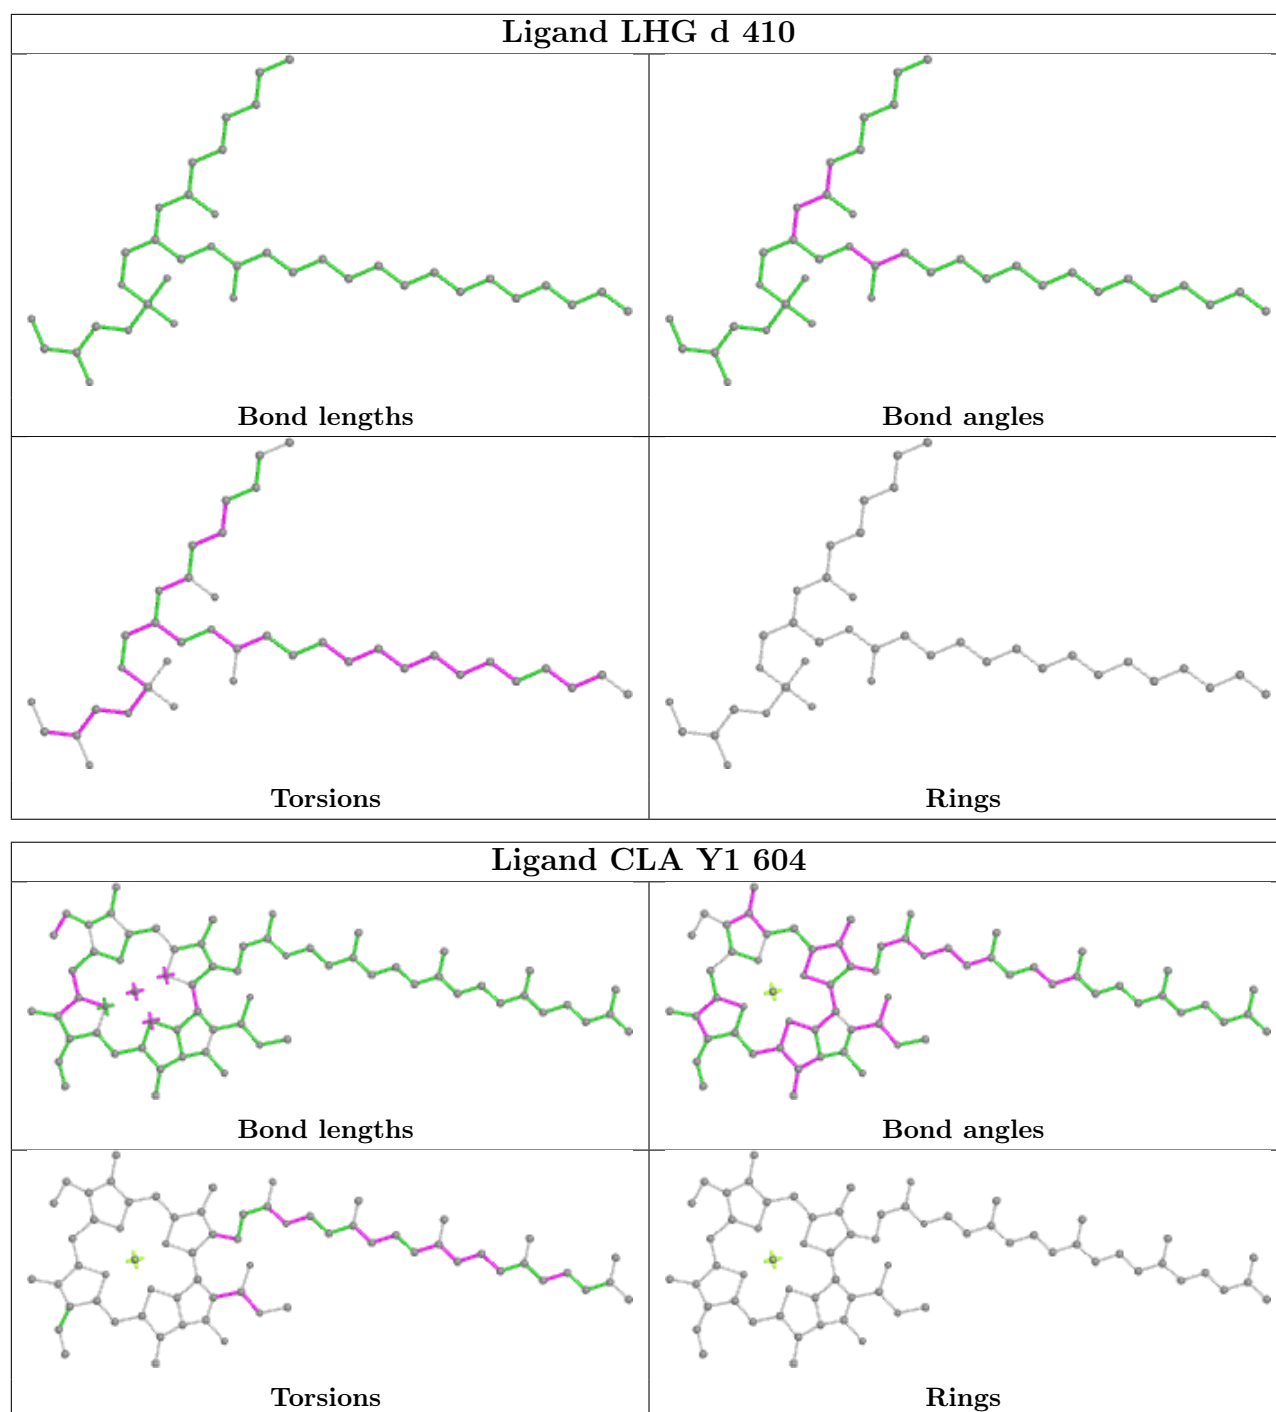 Ligand LHG d 410
Bond lengths
Bond angles
Torsions
Rings
Ligand CLA Y1 604
Bond lengths
Bond angles
Torsions
Rings